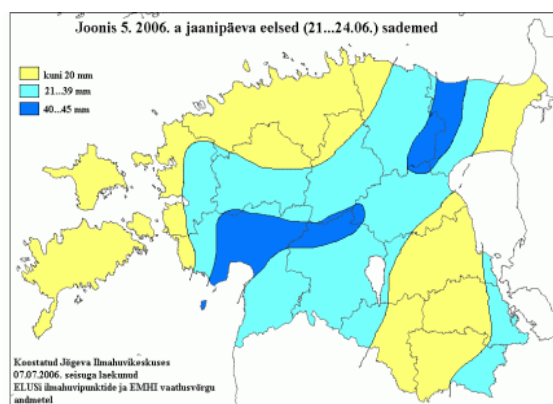 Joonis 5. 2006. a jaanipäeva eelsed (21...24.06.) sademed
kuni 20 mm
21...39 mm
40...45 mm
Koostatud Jõgeva Ilmahuvikeskuses
07.07.2006. seisuga laekunud
ELUSi ilmahuvipunktide ja EMHI vaatlusvõrgu
andmetel